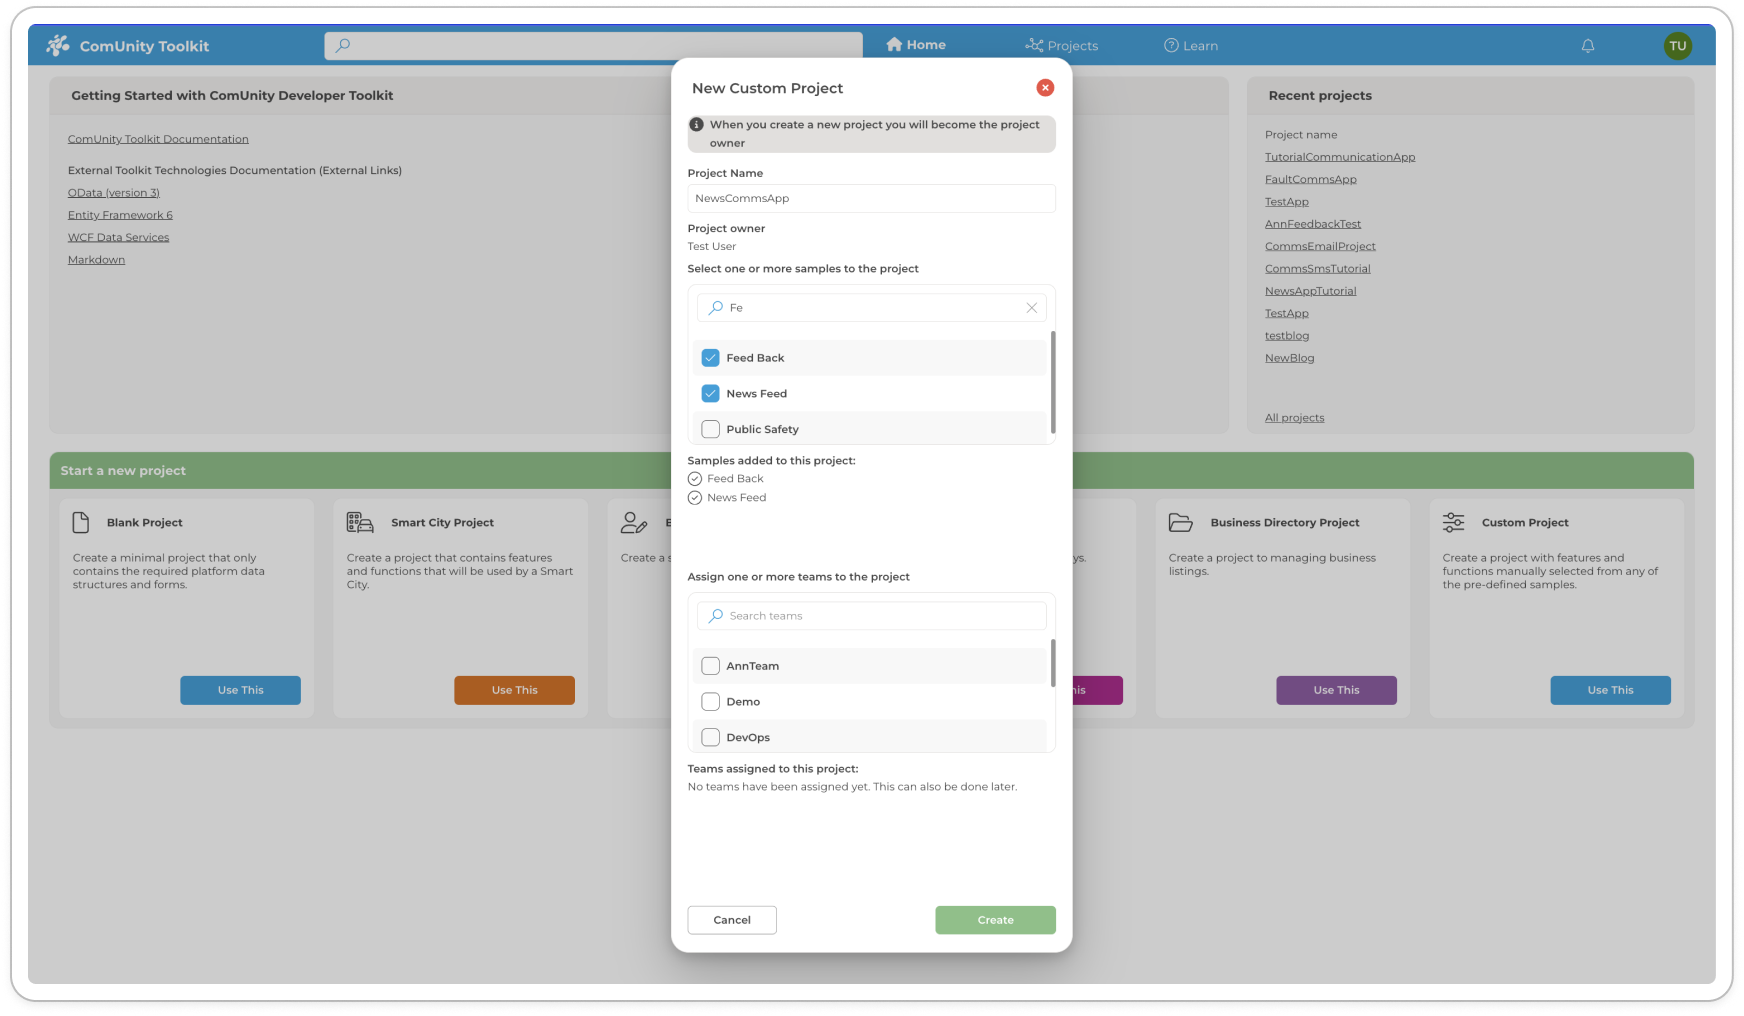 ComUnity Toolkit
Home
Projects
Learn
TU
Getting Started with ComUnity Developer Toolkit
ComUnity Toolkit Documentation
External Toolkit Technologies Documentation (External Links)
OData (version 3)
Entity Framework 6
WCF Data Services
Markdown
New Custom Project
When you create a new project you will become the project
owner
Project Name
NewsCommsApp
Project owner
Test User
Select one or more samples to the project
Fe
Feed Back
News Feed
Public Safety
Samples added to this project:
Feed Back
News Feed
Assign one or more teams to the project
Search teams
AnnTeam
Demo
DevOps
Teams assigned to this project:
No teams have been assigned yet. This can also be done later.
Cancel
Create
Recent projects
Project name
TutorialCommunicationApp
FaultCommsApp
TestApp
AnnFeedbackTest
CommsEmailProject
CommsSmsTutorial
NewsAppTutorial
TestApp
testblog
NewBlog
All projects
Start a new project
Blank Project
Create a minimal project that only
contains the required platform data
structures and forms.
Use This
Smart City Project
Create a project that contains features
and functions that will be used by a Smart
City.
Use This
Create a
Business Directory Project
Create a project to managing business
listings.
Use This
Custom Project
Create a project with features and
functions manually selected from any of
the pre-defined samples.
Use This